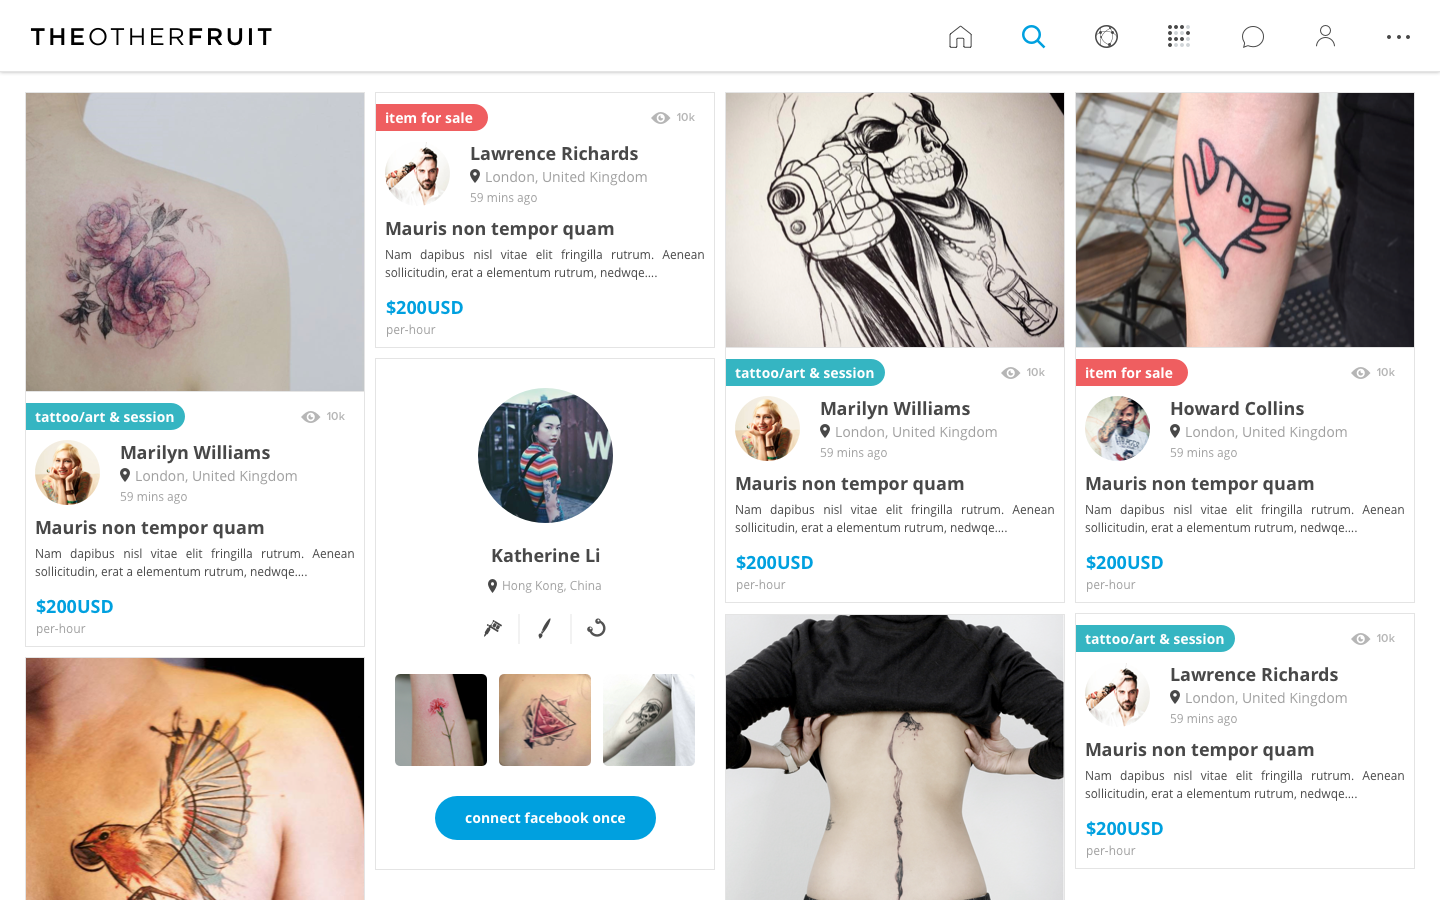 THEOTHERFRUIT
tattoo/art & session
10k
Marilyn Williams
London, United Kingdom
59 mins ago
Mauris non tempor quam
Nam dapibus nisl vitae elit fringilla rutrum. Aenean
sollicitudin, erat a elementum rutrum, nedwqe....
$200USD
per-hour
item for sale
10k
Lawrence Richards
London, United Kingdom
59 mins ago
Mauris non tempor quam
Nam dapibus nisl vitae elit fringilla rutrum. Aenean
sollicitudin, erat a elementum rutrum, nedwqe....
$200USD
per-hour
W
Katherine Li
Hong Kong, China
connect facebook once
tattoo/art & session
10k
Marilyn Williams
London, United Kingdom
59 mins ago
Mauris non tempor quam
Nam dapibus nisl vitae elit fringilla rutrum. Aenean
sollicitudin, erat a elementum rutrum, nedwqe....
$200USD
per-hour
item for sale
10k
Howard Collins
London, United Kingdom
59 mins ago
Mauris non tempor quam
Nam dapibus nisl vitae elit fringilla rutrum. Aenean
sollicitudin, erat a elementum rutrum, nedwqe....
$200USD
per-hour
tattoo/art & session
10k
Lawrence Richards
London, United Kingdom
59 mins ago
Mauris non tempor quam
Nam dapibus nisl vitae elit fringilla rutrum. Aenean
sollicitudin, erat a elementum rutrum, nedwqe....
$200USD
per-hour